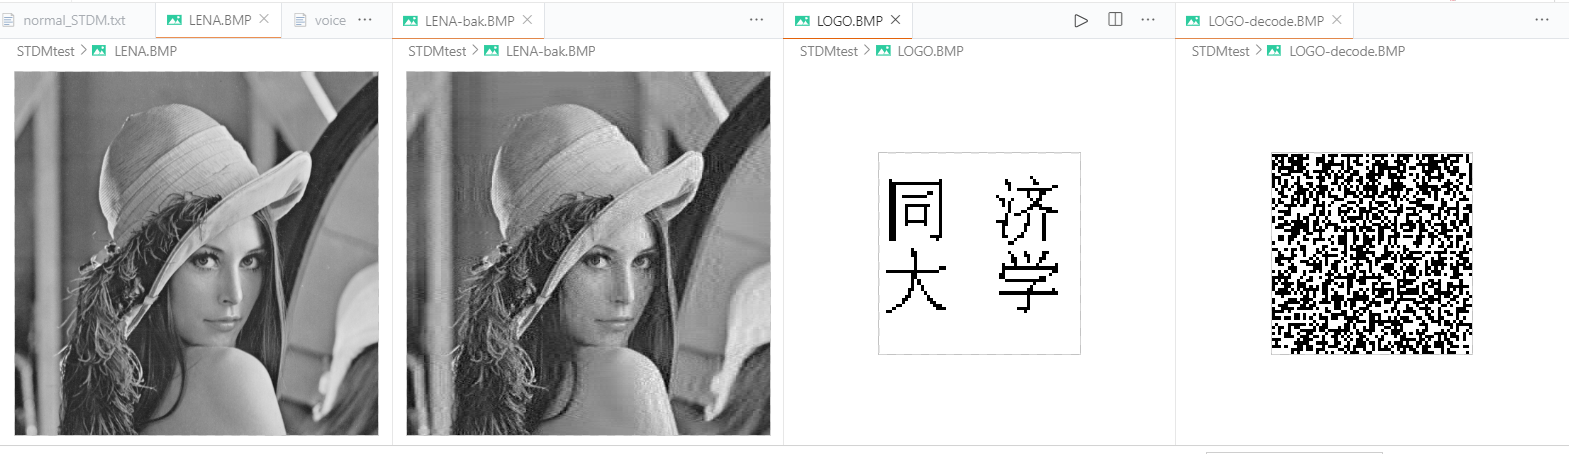 normal_STDM.txt
LENA.BMP
voice
LENA-bak.BMP
LOGO.BMP
LOGO-decode.BMP
STDMtest > LENA.BMP
STDMtest > LENA-bak.BMP
STDMtest > LOGO.BMP
STDMtest > LOGO-decode.BMP
同 济
大 学